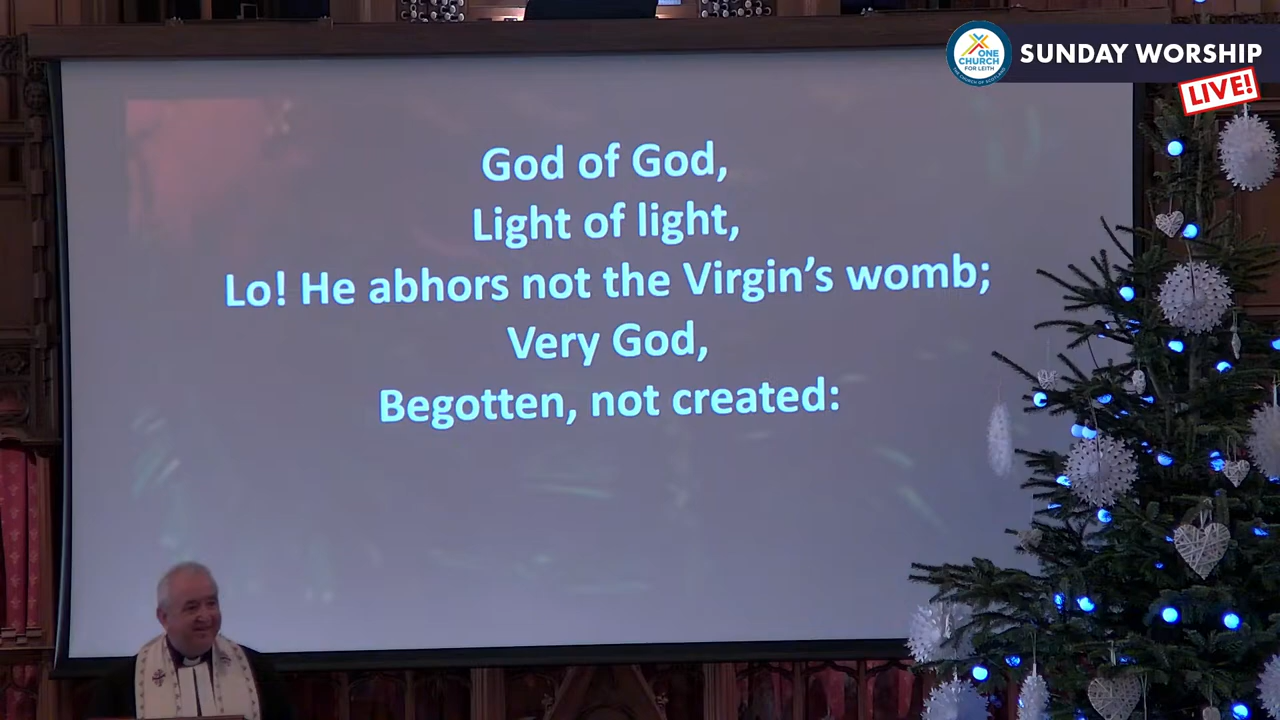 ONE
CHURCH
FOR LEITH
SUNDAY WORSHIP
LIVE!
God of God,
Light of light,
Lo! He abhors not the Virgin’s womb;
Very God,
Begotten, not created: